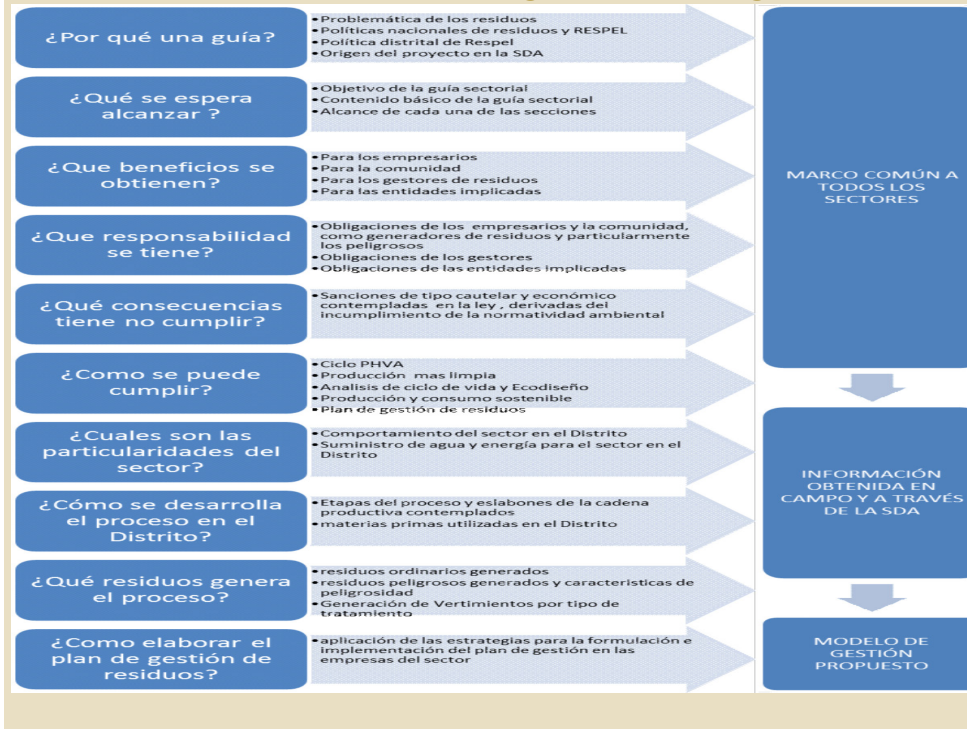 ¿Por qué una guía?
•Problemática de los residuos
•Políticas nacionales de residuos y RESPEL
•Política distrital de Respel
•Origen del proyecto en la SDA
¿Qué se espera
alcanzar ?
•Objetivo de la guía sectorial
•Contenido básico de la guía sectorial
•Alcance de cada una de las secciones
¿Que beneficios se
obtienen?
•Para los empresarios
•Para la comunidad
•Para los gestores de residuos
•Para las entidades implicadas
¿Que responsabilidad
se tiene?
•Obligaciones de los empresarios y la comunidad,
como generadores de residuos y particularmente
los peligrosos
•Obligaciones de los gestores
•Obligaciones de las entidades implicadas
¿Qué consecuencias
tiene no cumplir?
•Sanciones de tipo cautelar y económico
contempladas en la ley , derivadas del
incumplimiento de la normatividad ambiental
¿Como se puede
cumplir?
•Ciclo PHVA
•Producción mas limpia
•Analisis de ciclo de vida y Ecodiseño
•Producción y consumo sostenible
•Plan de gestión de residuos
MARCO COMÚN A
TODOS LOS
SECTORES
¿Cuales son las
particularidades del
sector?
•Comportamiento del sector en el Distrito
•Suministro de agua y energía para el sector en el
Distrito
¿Cómo se desarrolla
el proceso en el
Distrito?
•Etapas del proceso y eslabones de la cadena
productiva contemplados
•materias primas utilizadas en el Distrito
¿Qué residuos genera
el proceso?
•residuos ordinarios generados
•residuos peligrosos generados y caracteristicas de
peligrosidad
•Generación de Vertimientos por tipo de
tratamiento
INFORMACIÓN
OBTENIDA EN
CAMPO Y A TRAVÉS
DE LA SDA
¿Como elaborar el
plan de gestión de
residuos?
•aplicación de las estrategias para la formulación e
implementación del plan de gestión en las
empresas del sector
MODELO DE
GESTIÓN
PROPUESTO